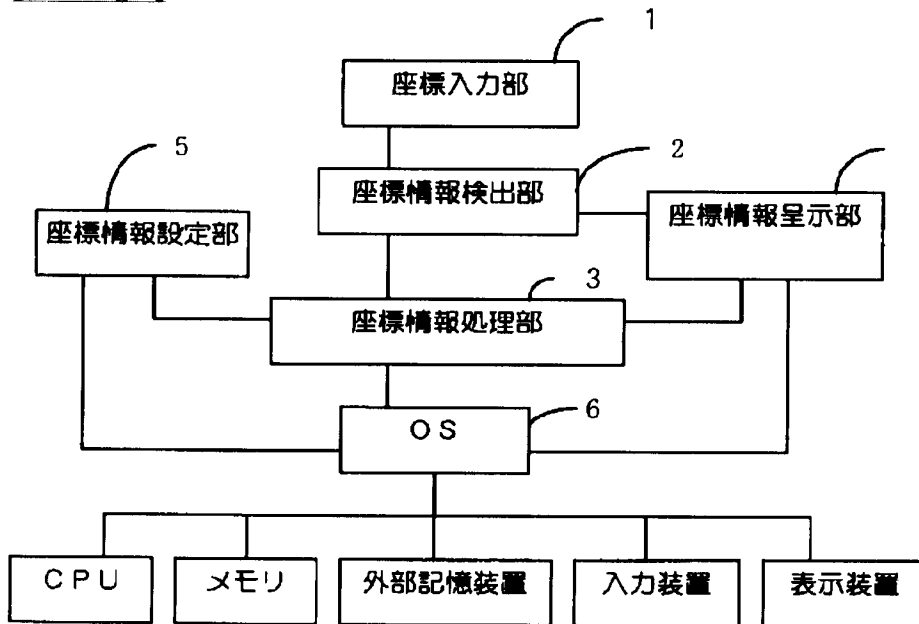 1
座標入力部
5
2
座標情報検出部
座標情報呈示部
座標情報設定部
3
座標情報処理部
6
OS
CPU
メモリ
外部記憶装置
入力装置
表示装置